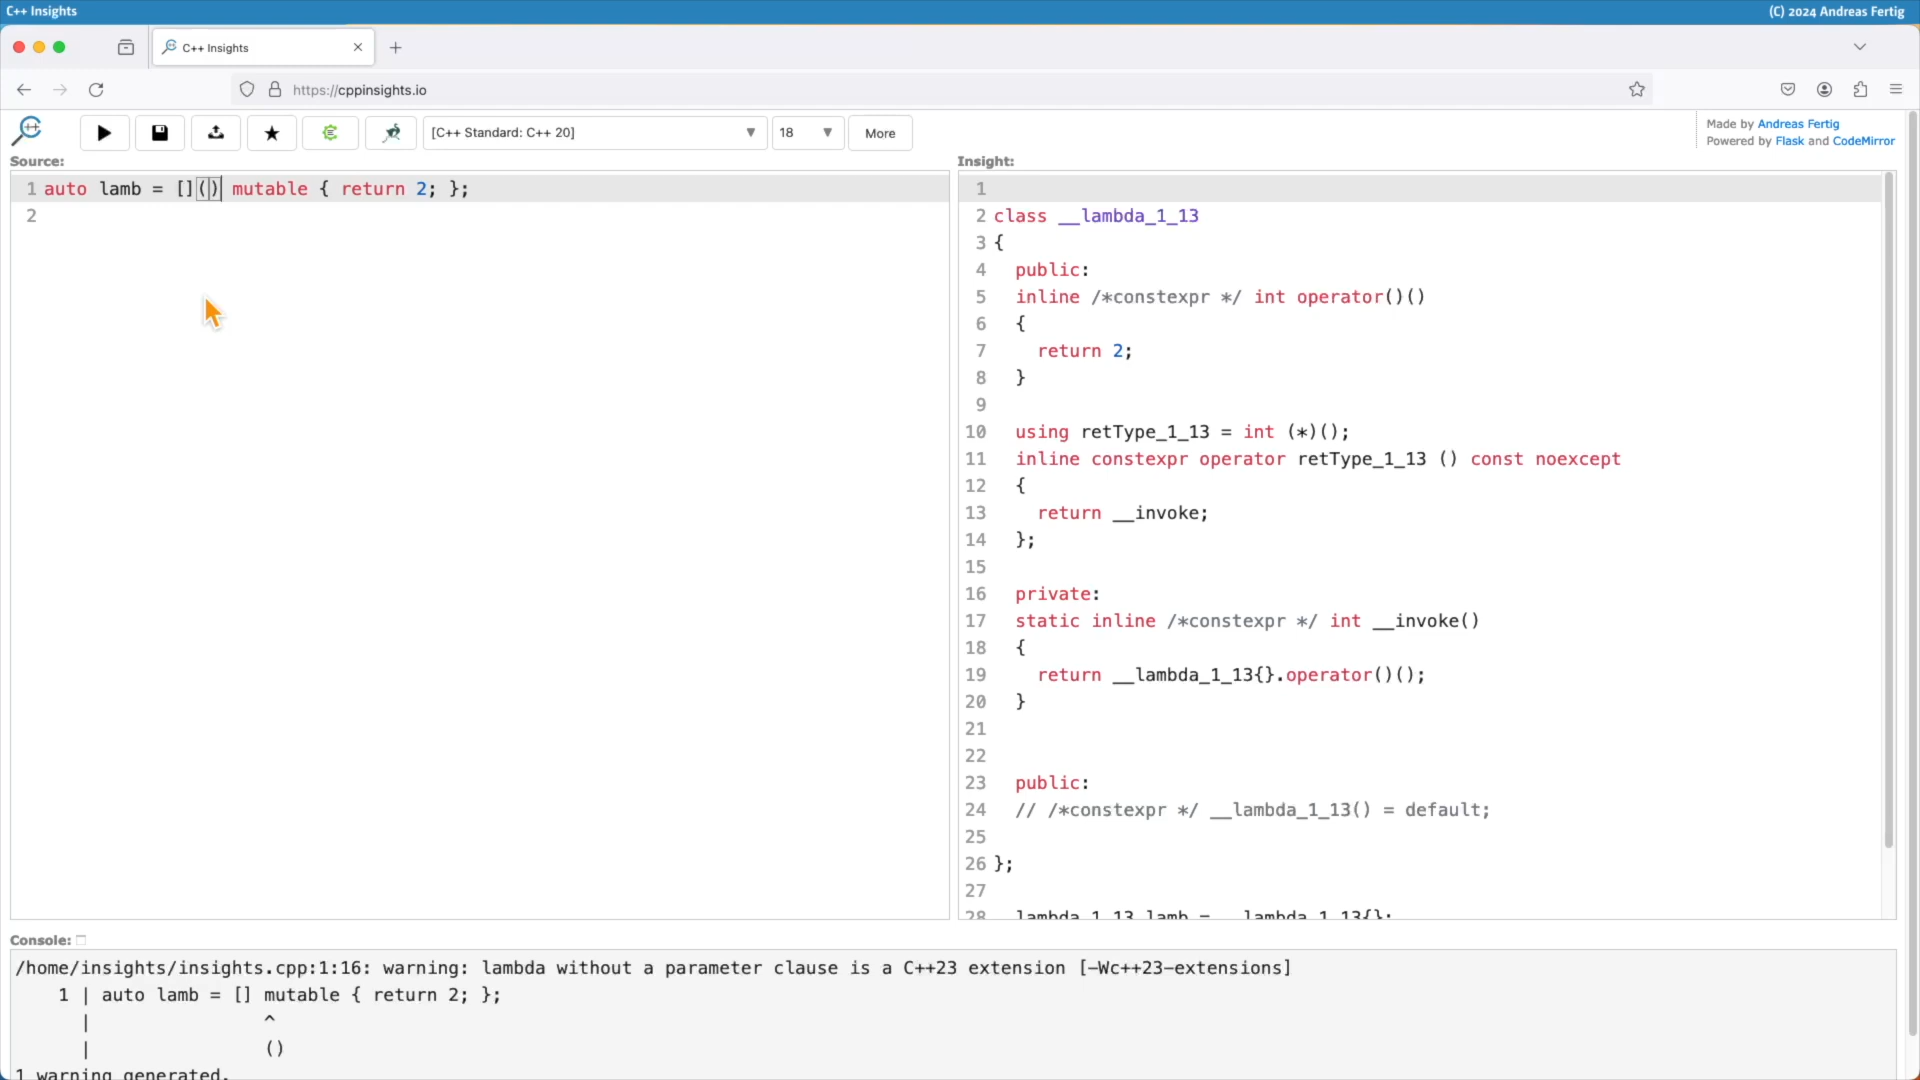 C++ Insights
(C) 2024 Andreas Fertig
C++ Insights
https://cppinsights.io
[C++ Standard: C++ 20]
18
More
Made by Andreas Fertig
Powered by Flask and CodeMirror
Source:
1 auto lamb = []() mutable { return 2; };
2
Insight:
1
2 class __lambda_1_13
3 {
4 public:
5 inline /*constexpr */ int operator()()
6 {
7 return 2;
8 }
9
10 using retType_1_13 = int (*)();
11 inline constexpr operator retType_1_13 () const noexcept
12 {
13 return __invoke;
14 };
15
16 private:
17 static inline /*constexpr */ int __invoke()
18 {
19 return __lambda_1_13{}.operator()();
20 }
21
22
23 public:
24 // /*constexpr */ __lambda_1_13() = default;
25
26 };
27
28 __lambda_1_13 lamb = __lambda_1_13{};
Console:
/home/insights/insights.cpp:1:16: warning: lambda without a parameter clause is a C++23 extension [-Wc++23-extensions]
1 | auto lamb = [] mutable { return 2; };
| ^
| ()
1 warning generated.